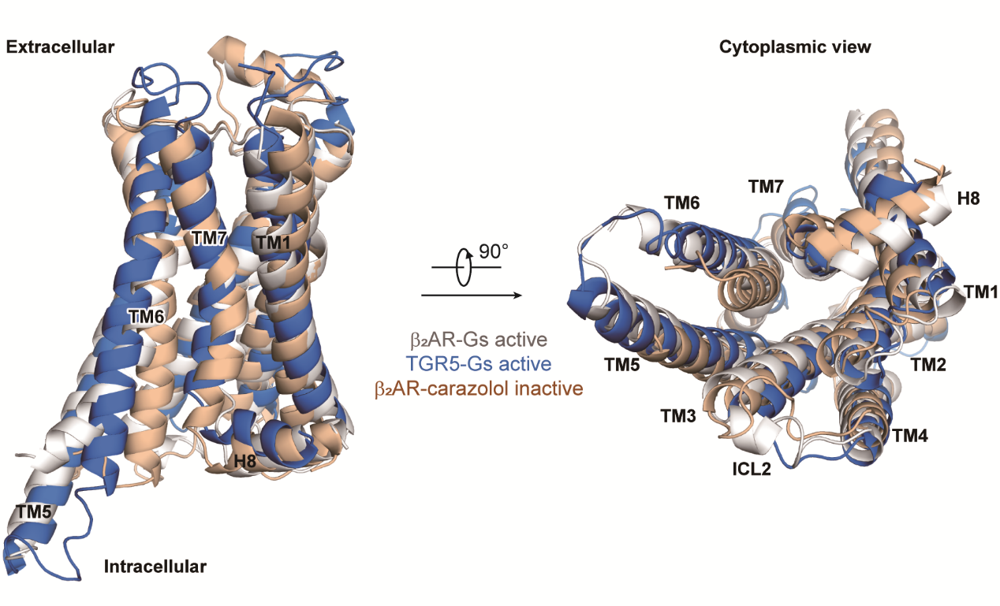 Extracellular
Cytoplasmic view
TM7
TM6
H8
TM7
TM1
90°
TM1
TM6
β₂AR-Gs active
TGR5-Gs active
β₂AR-carazolol inactive
TM5
TM2
TM3
TM4
H8
ICL2
TM5
Intracellular